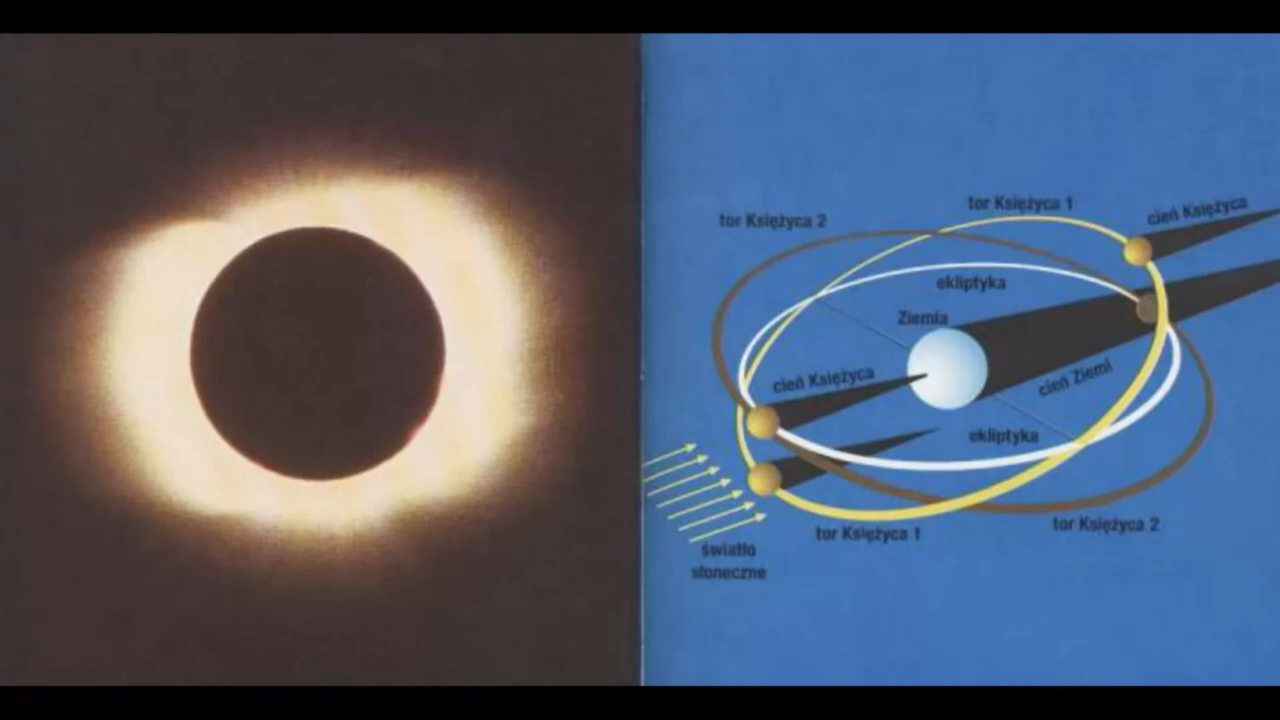 tor Księżyca 1
cień Księżyca
tor Księżyca 2
ekliptyka
Ziemia
cień Księżyca
cień Ziemi
ekliptyka
tor Księżyca 1
tor Księżyca 2
światło
słoneczne